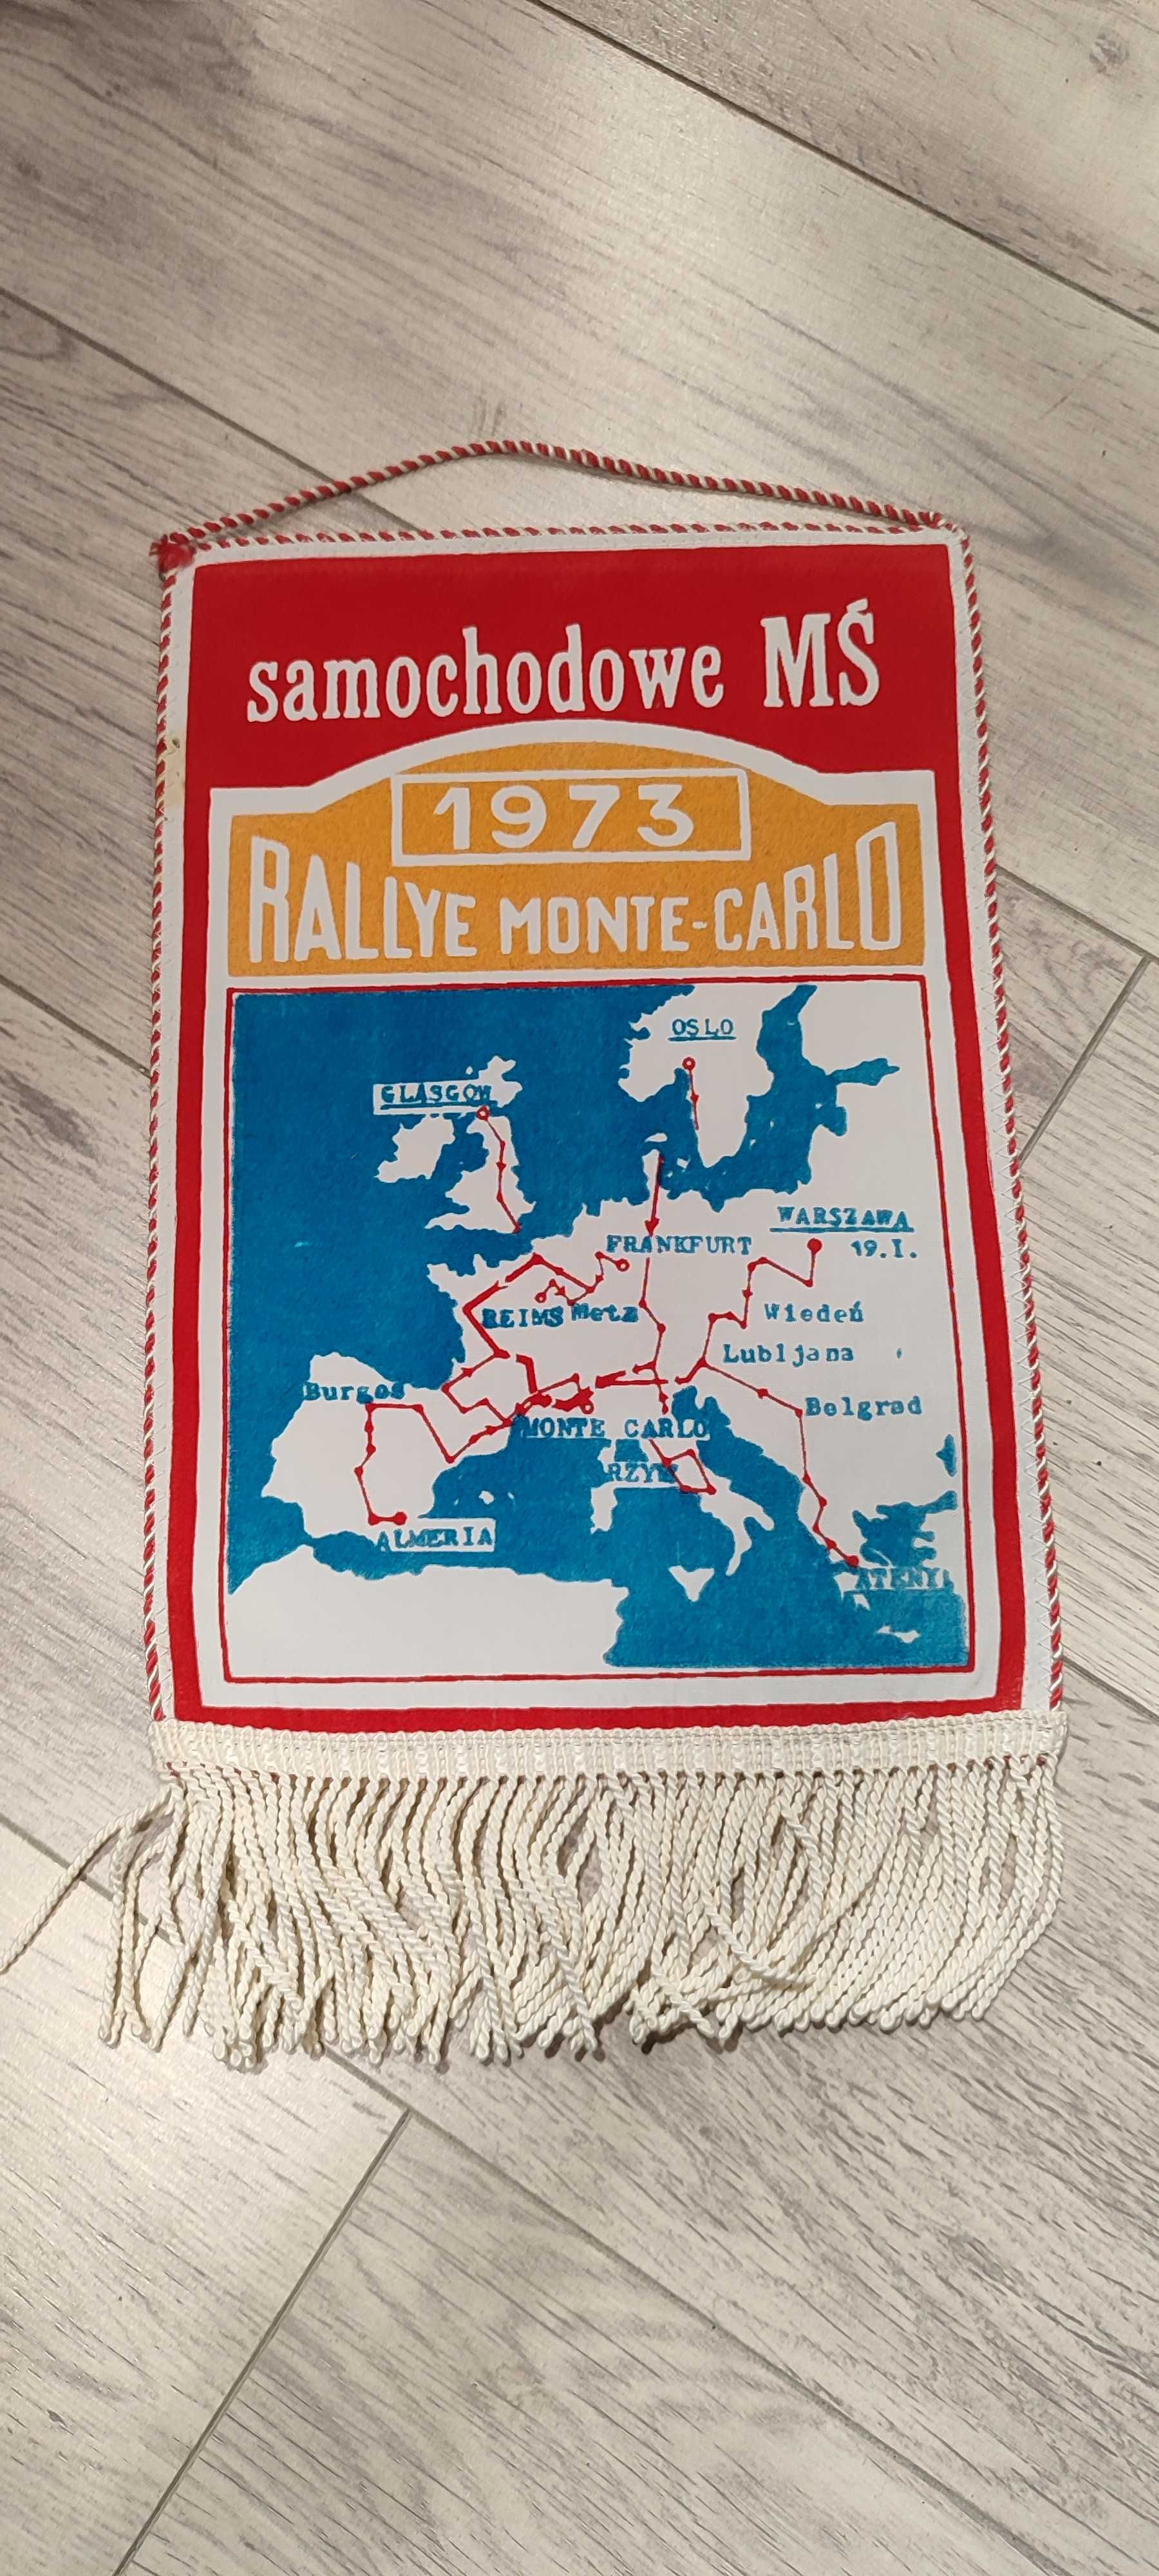 samochodowe MŚ
1973
RALLYE MONTE-CARLO
OSLO
GLASGOW
WARSZAWA
19.I.
FRANKFURT
REIMS Metz
Wiedeń
Lubljana
Burgos
Belgrad
MONTE CARLO
RZYM
ALMERIA
ATENY